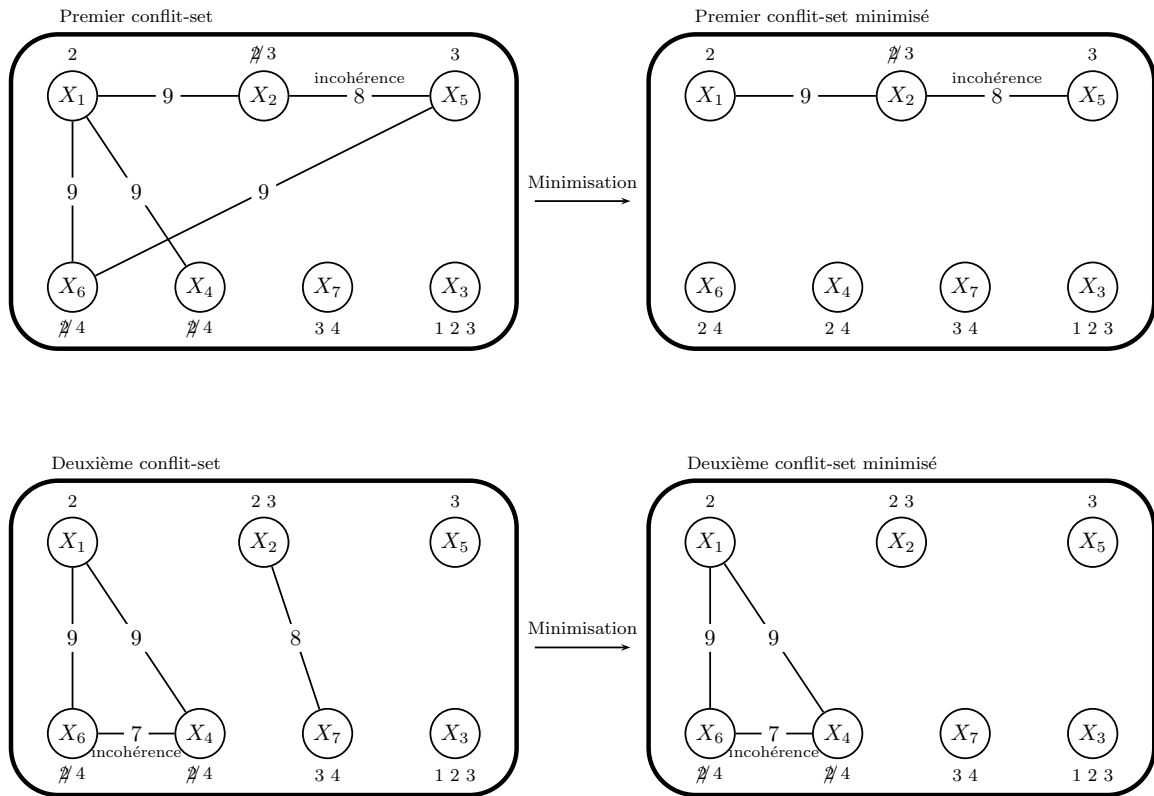 Premier conflit-set
Premier conflit-set minimisé
2 2 3 3
2 2 3 3
incohérence
incohérence
X1 9 X2 8 X5
X1 9 X2 8 X5
9 9 9
Minimisation
X6 X4 X7 X3
X6 X4 X7 X3
2 4 2 4 3 4 1 2 3
2 4 2 4 3 4 1 2 3
Deuxième conflit-set
Deuxième conflit-set minimisé
2 2 3 3
2 2 3 3
X1 X2 X5
X1 X2 X5
9 9 8
Minimisation
9 9
X6 7 X4 X7 X3
X6 7 X4 X7 X3
incohérence
incohérence
2 4 2 4 3 4 1 2 3
2 4 2 4 3 4 1 2 3